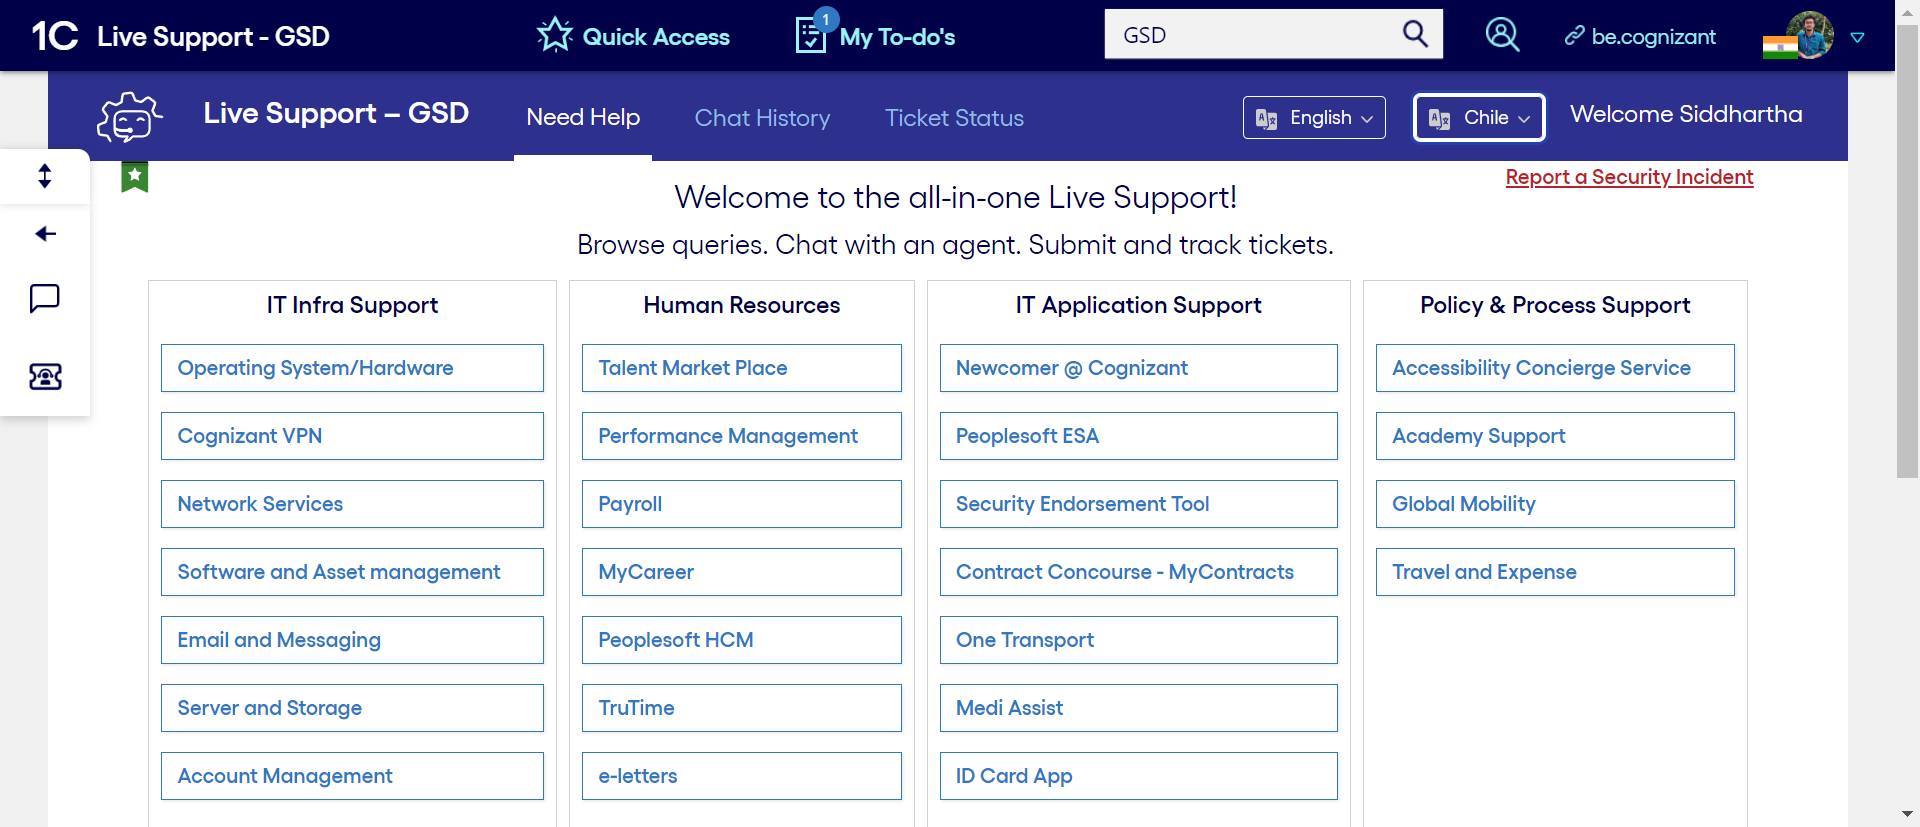 1C Live Support - GSD
Quick Access
1
My To-do's
GSD
be.cognizant
Live Support – GSD
Need Help
Chat History
Ticket Status
English
Chile
Welcome Siddhartha
Report a Security Incident
Welcome to the all-in-one Live Support!
Browse queries. Chat with an agent. Submit and track tickets.
IT Infra Support
Operating System/Hardware
Cognizant VPN
Network Services
Software and Asset management
Email and Messaging
Server and Storage
Account Management
Human Resources
Talent Market Place
Performance Management
Payroll
MyCareer
Peoplesoft HCM
TruTime
e-letters
IT Application Support
Newcomer @ Cognizant
Peoplesoft ESA
Security Endorsement Tool
Contract Concourse - MyContracts
One Transport
Medi Assist
ID Card App
Policy & Process Support
Accessibility Concierge Service
Academy Support
Global Mobility
Travel and Expense